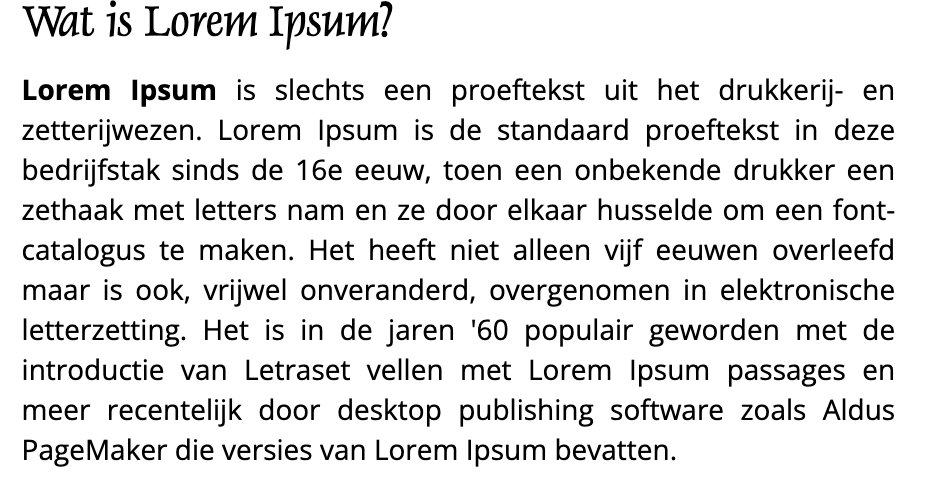 Wat is Lorem Ipsum?
Lorem Ipsum is slechts een proeftekst uit het drukkerij- en
zetterijwezen. Lorem Ipsum is de standaard proeftekst in deze
bedrijfstak sinds de 16e eeuw, toen een onbekende drukker een
zethaak met letters nam en ze door elkaar husselde om een font-
catalogus te maken. Het heeft niet alleen vijf eeuwen overleefd
maar is ook, vrijwel onveranderd, overgenomen in elektronische
letterzetting. Het is in de jaren '60 populair geworden met de
introductie van Letraset vellen met Lorem Ipsum passages en
meer recentelijk door desktop publishing software zoals Aldus
PageMaker die versies van Lorem Ipsum bevatten.